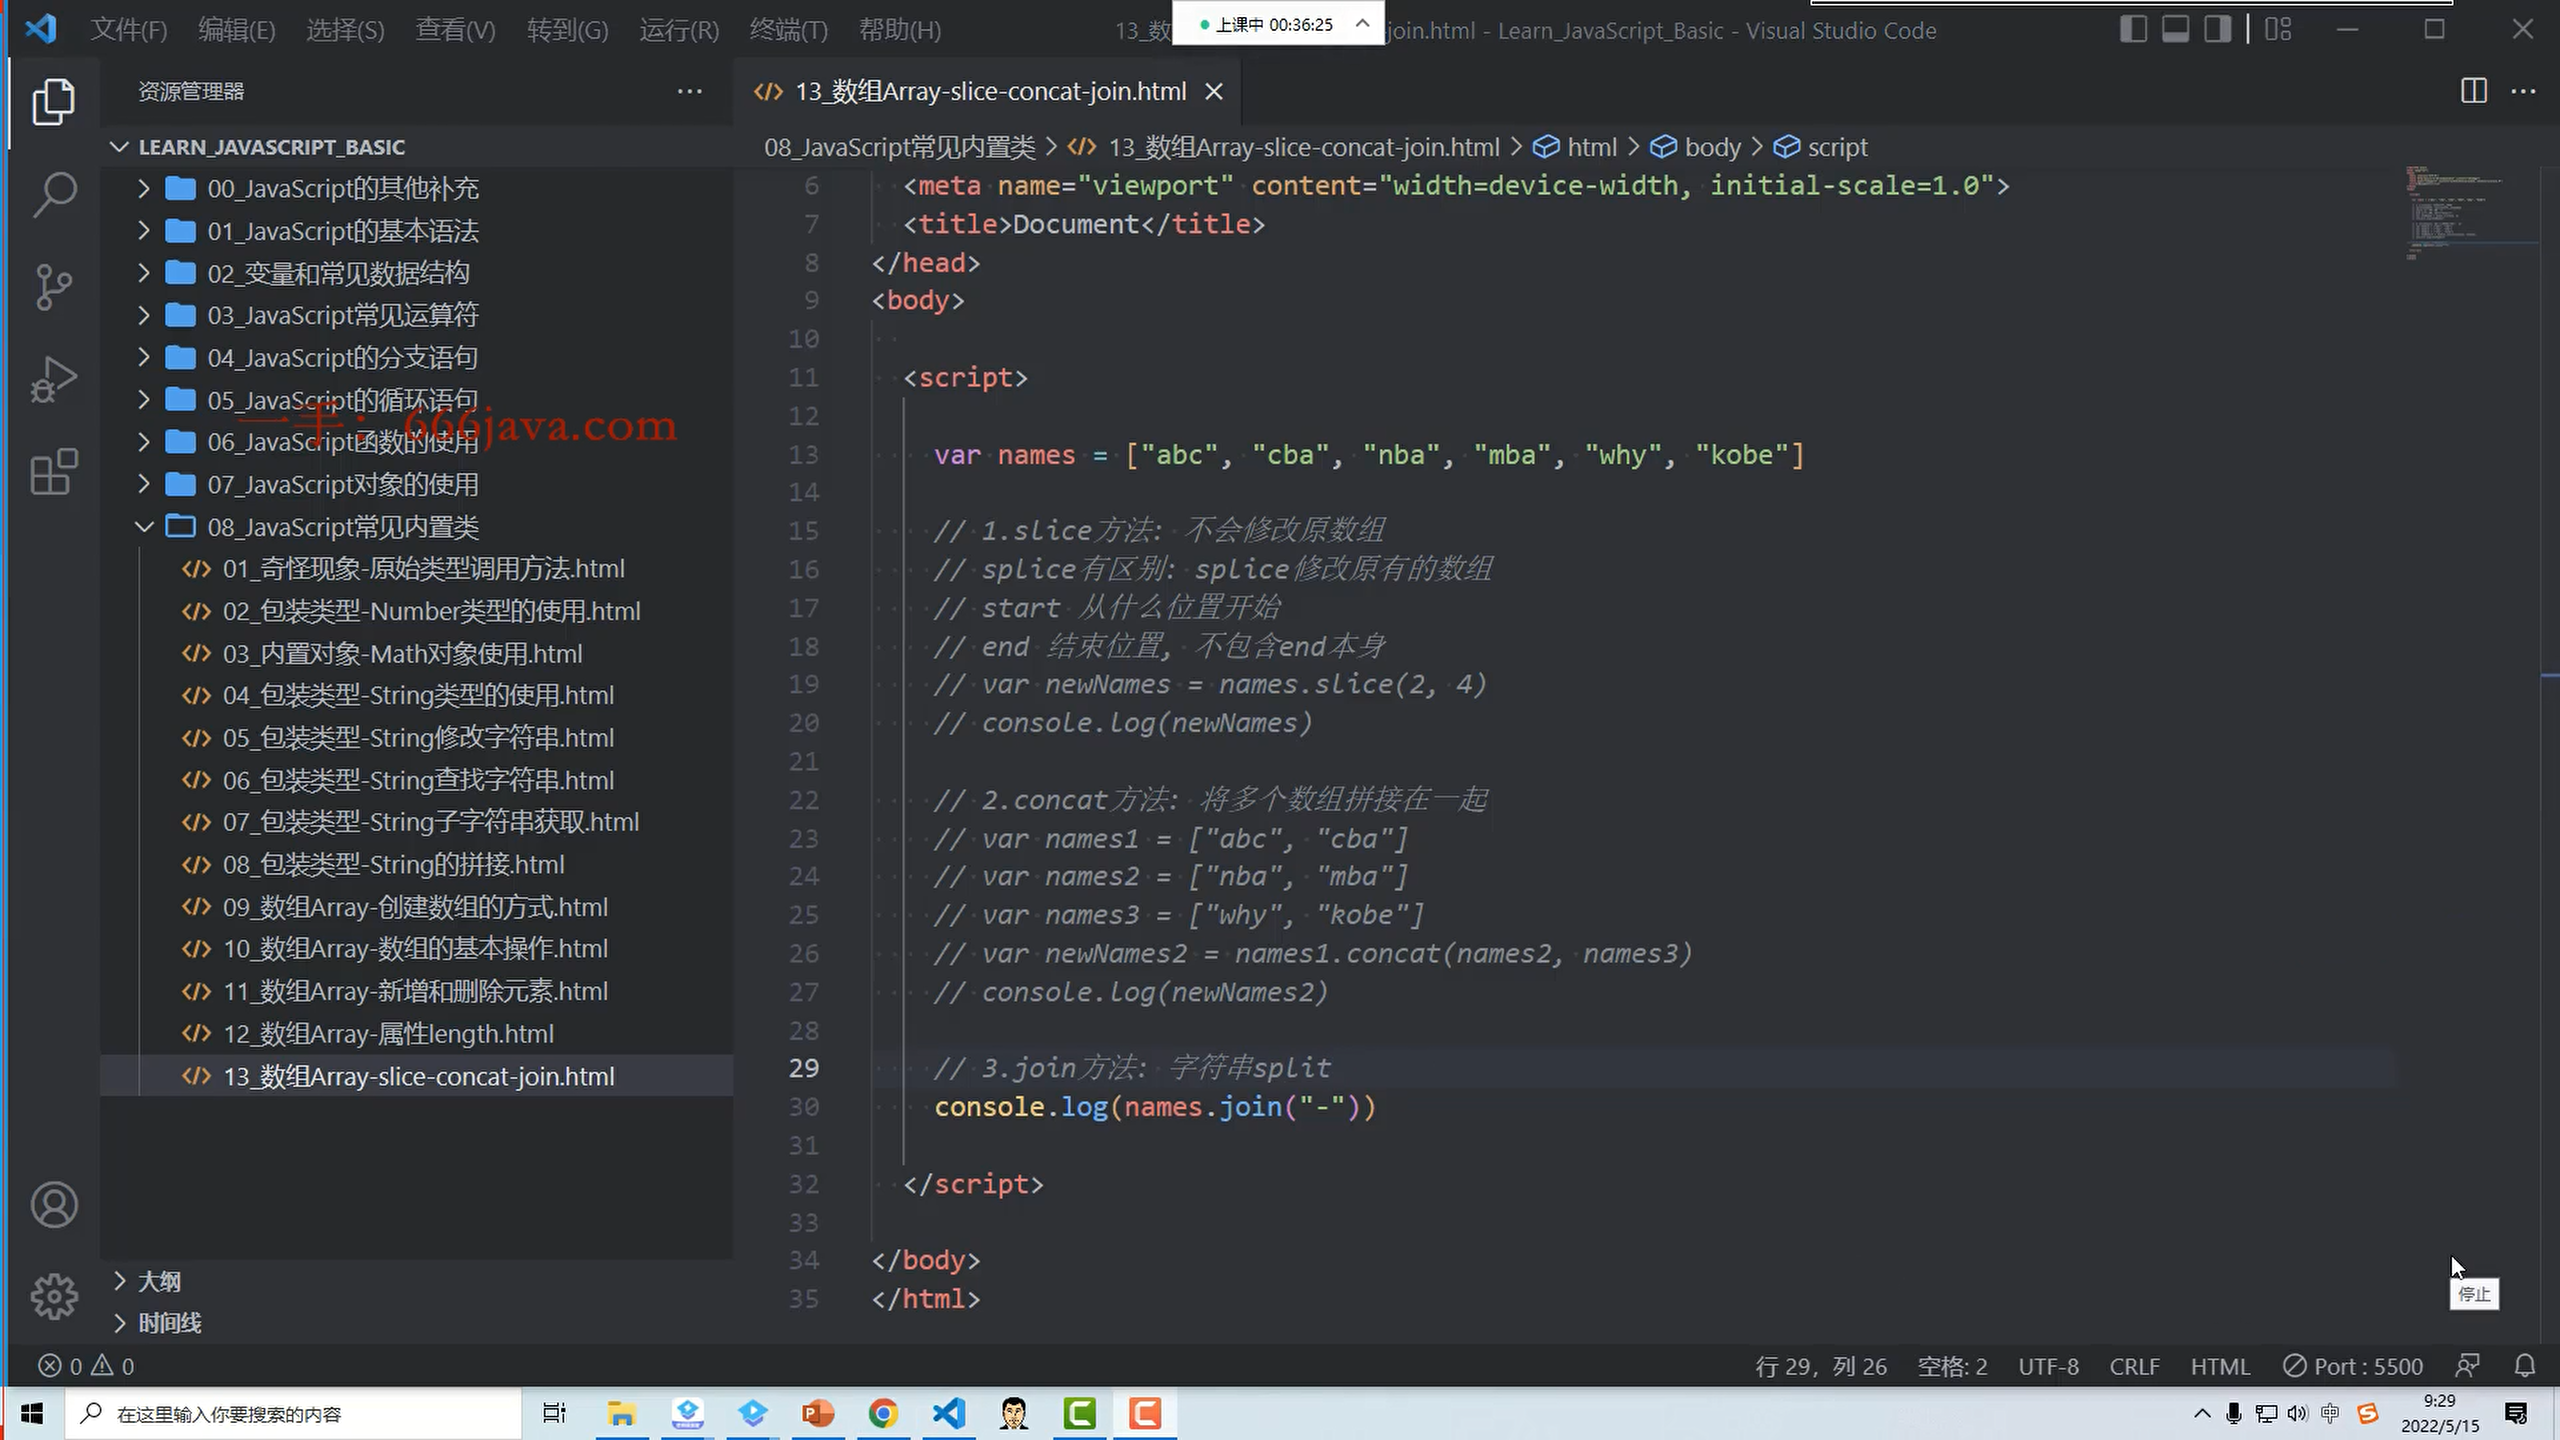 文件(F) 编辑(E) 选择(S) 查看(V) 转到(G) 运行(R) 终端(T) 帮助(H)
13_数
上课中 00:36:25
join.html - Learn_JavaScript_Basic - Visual Studio Code
资源管理器
LEARN_JAVASCRIPT_BASIC
00_JavaScript的其他补充
01_JavaScript的基本语法
02_变量和常见数据结构
03_JavaScript常见运算符
04_JavaScript的分支语句
05_JavaScript的循环语句
一手：666java.com
06_JavaScript函数的使用
07_JavaScript对象的使用
08_JavaScript常见内置类
01_奇怪现象-原始类型调用方法.html
02_包装类型-Number类型的使用.html
03_内置对象-Math对象使用.html
04_包装类型-String类型的使用.html
05_包装类型-String修改字符串.html
06_包装类型-String查找字符串.html
07_包装类型-String子字符串获取.html
08_包装类型-String的拼接.html
09_数组Array-创建数组的方式.html
10_数组Array-数组的基本操作.html
11_数组Array-新增和删除元素.html
12_数组Array-属性length.html
13_数组Array-slice-concat-join.html
大纲
时间线
13_数组Array-slice-concat-join.html
08_JavaScript常见内置类 > 13_数组Array-slice-concat-join.html > html > body > script
6 <meta name="viewport" content="width=device-width, initial-scale=1.0">
7 <title>Document</title>
8 </head>
9 <body>
10
11 <script>
12
13 var names = ["abc", "cba", "nba", "mba", "why", "kobe"]
14
15 // 1.slice方法: 不会修改原数组
16 // splice有区别: splice修改原有的数组
17 // start 从什么位置开始
18 // end 结束位置, 不包含end本身
19 // var newNames = names.slice(2, 4)
20 // console.log(newNames)
21
22 // 2.concat方法: 将多个数组拼接在一起
23 // var names1 = ["abc", "cba"]
24 // var names2 = ["nba", "mba"]
25 // var names3 = ["why", "kobe"]
26 // var newNames2 = names1.concat(names2, names3)
27 // console.log(newNames2)
28
29 // 3.join方法: 字符串split
30 console.log(names.join("-"))
31
32 </script>
33
34 </body>
35 </html>
停止
0 0
行 29，列 26 空格: 2 UTF-8 CRLF HTML Port : 5500
在这里输入你要搜索的内容
中
9:29
2022/5/15